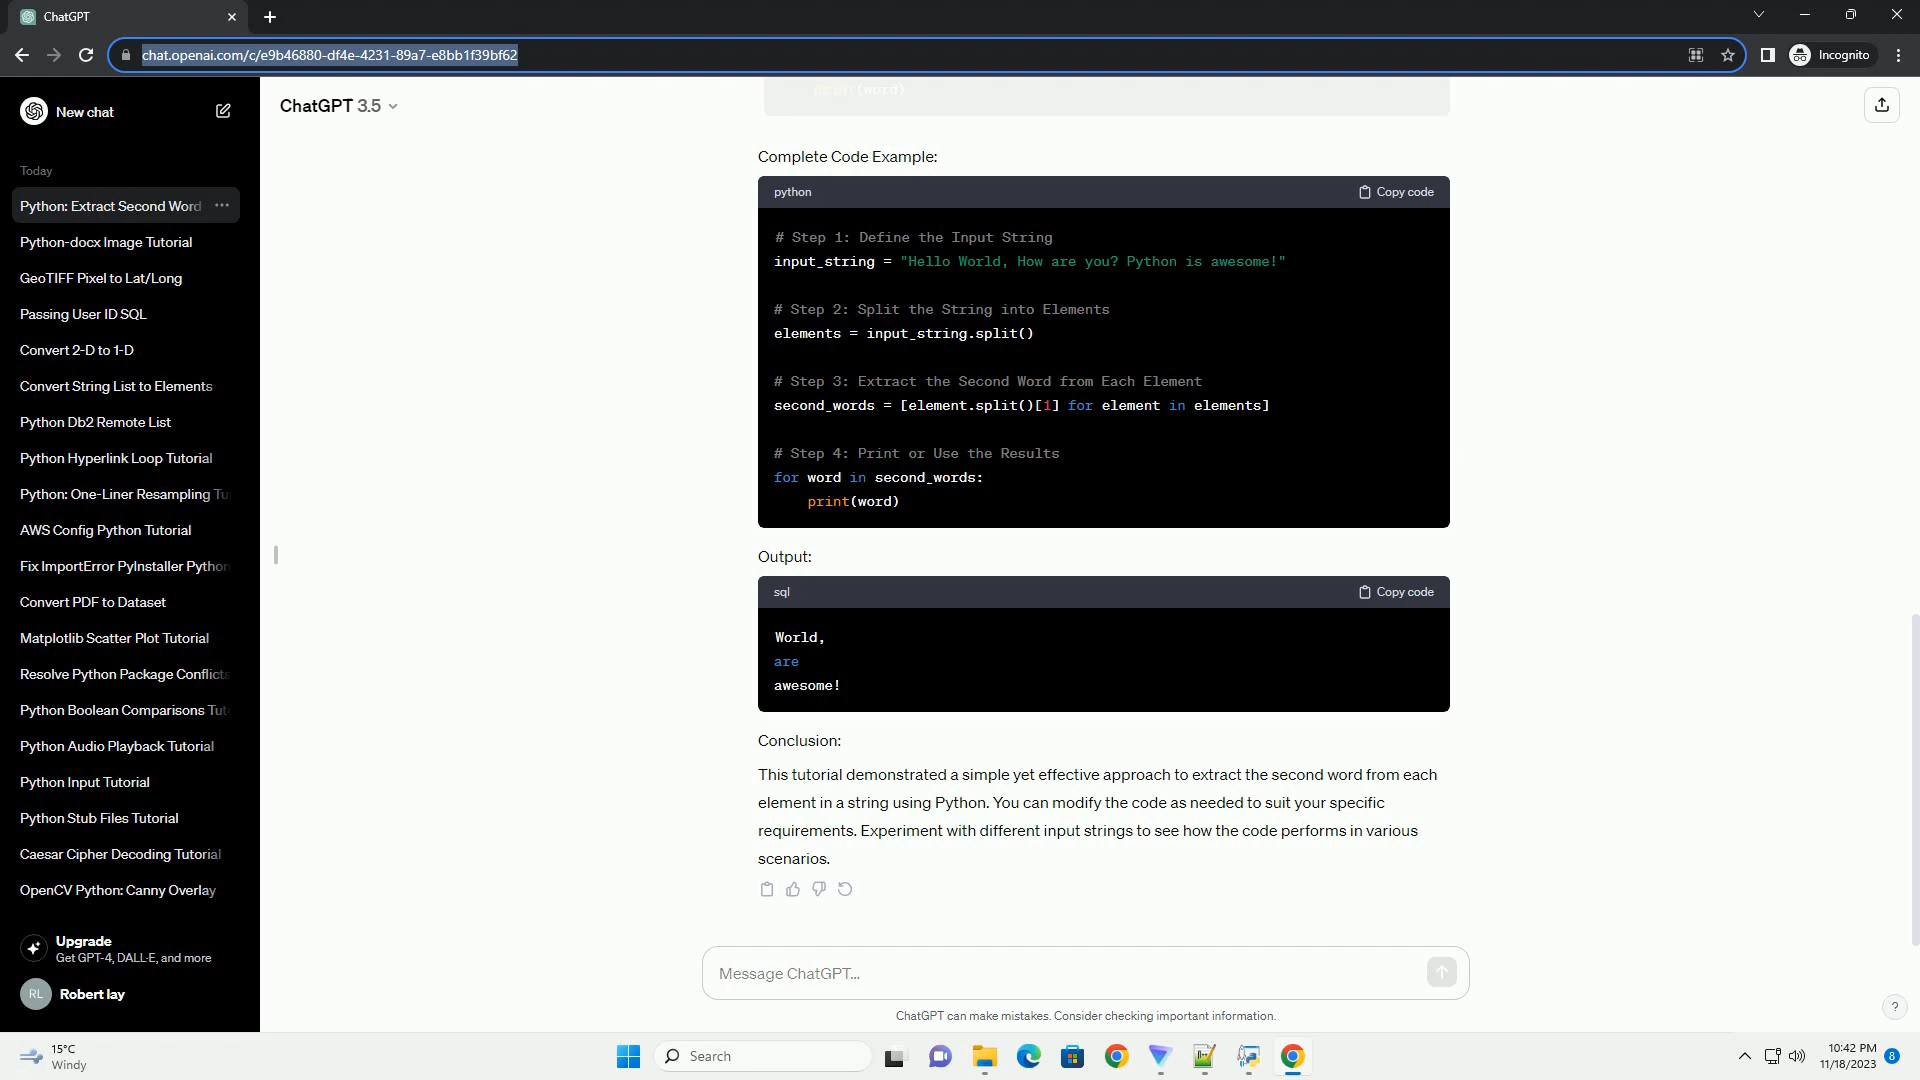 ChatGPT
chat.openai.com/c/e9b46880-df4e-4231-89a7-e8bb1f39bf62
Incognito
New chat
Today
Python: Extract Second Word
Python-docx Image Tutorial
GeoTIFF Pixel to Lat/Long
Passing User ID SQL
Convert 2-D to 1-D
Convert String List to Elements
Python Db2 Remote List
Python Hyperlink Loop Tutorial
Python: One-Liner Resampling Tu
AWS Config Python Tutorial
Fix ImportError PyInstaller Python
Convert PDF to Dataset
Matplotlib Scatter Plot Tutorial
Resolve Python Package Conflicts
Python Boolean Comparisons Tut
Python Audio Playback Tutorial
Python Input Tutorial
Python Stub Files Tutorial
Caesar Cipher Decoding Tutorial
OpenCV Python: Canny Overlay
Upgrade
Get GPT-4, DALL·E, and more
RL Robert lay
ChatGPT 3.5
print(word)
Complete Code Example:
python Copy code
# Step 1: Define the Input String
input_string = "Hello World, How are you? Python is awesome!"
# Step 2: Split the String into Elements
elements = input_string.split()
# Step 3: Extract the Second Word from Each Element
second_words = [element.split()[1] for element in elements]
# Step 4: Print or Use the Results
for word in second_words:
    print(word)
Output:
sql Copy code
World,
are
awesome!
Conclusion:
This tutorial demonstrated a simple yet effective approach to extract the second word from each
element in a string using Python. You can modify the code as needed to suit your specific
requirements. Experiment with different input strings to see how the code performs in various
scenarios.
Message ChatGPT...
ChatGPT can make mistakes. Consider checking important information.
?
15°C
Windy
Search
10:42 PM
11/18/2023
8